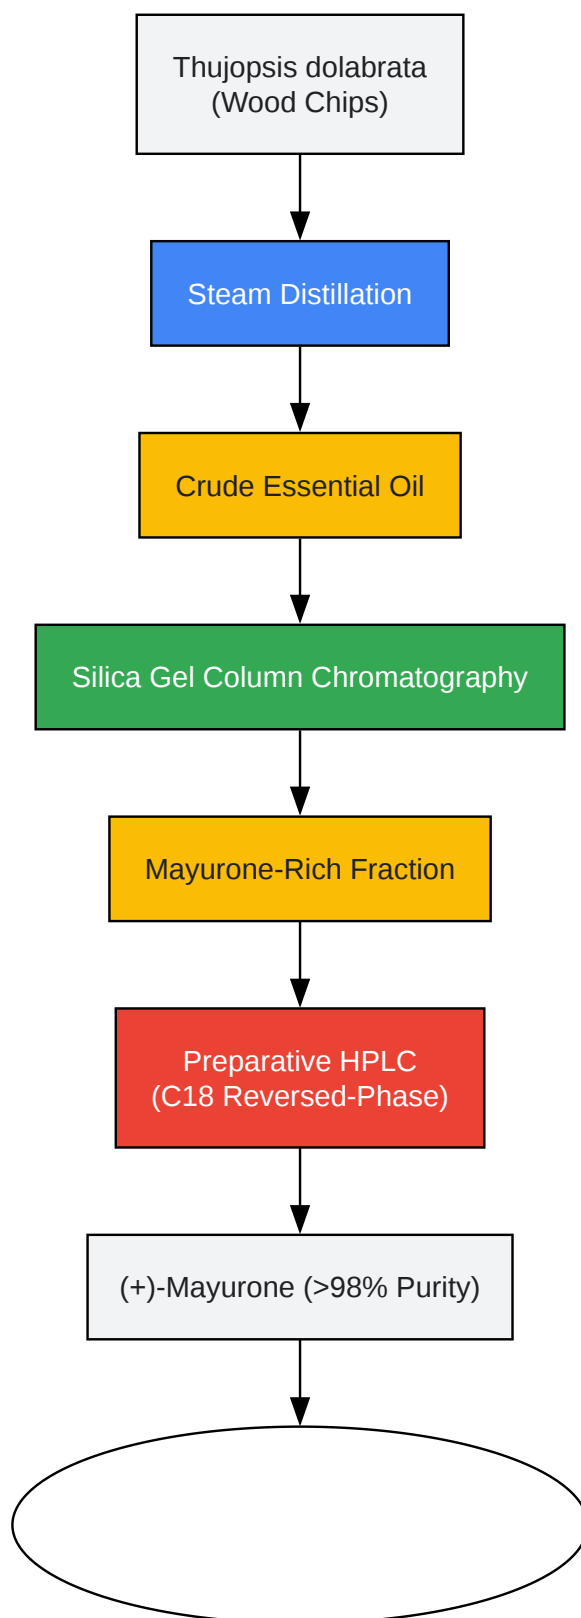 Thujopsis dolabrata
(Wood Chips)
Steam Distillation
Crude Essential Oil
Silica Gel Column Chromatography
Mayurone-Rich Fraction
Preparative HPLC
(C18 Reversed-Phase)
(+)-Mayurone (>98% Purity)